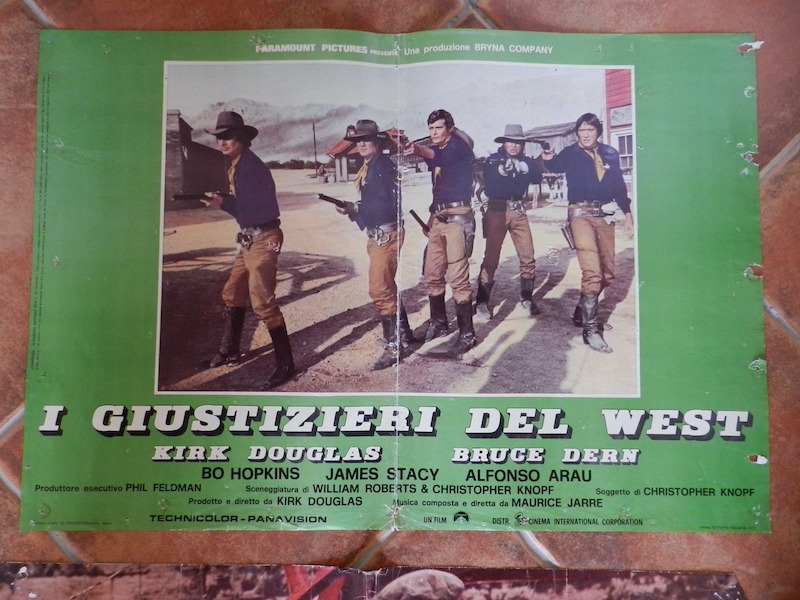 PARAMOUNT PICTURES PRESENTA Una produzione BRYNA COMPANY
I GIUSTIZIERI DEL WEST
KIRK DOUGLAS BRUCE DERN
BO HOPKINS JAMES STACY ALFONSO ARAU
Produttore esecutivo PHIL FELDMAN Sceneggiatura di WILLIAM ROBERTS & CHRISTOPHER KNOPF Soggetto di CHRISTOPHER KNOPF
Prodotto e diretto da KIRK DOUGLAS Musica composta e diretta da MAURICE JARRE
TECHNICOLOR-PANAVISION UN FILM DISTR. CINEMA INTERNATIONAL CORPORATION